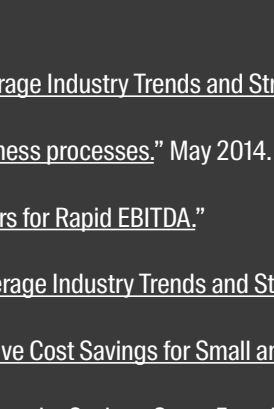 rage Industry Trends and Str
ness processes." May 2014.
rs for Rapid EBITDA."
erage Industry Trends and St
ve Cost Savings for Small ar